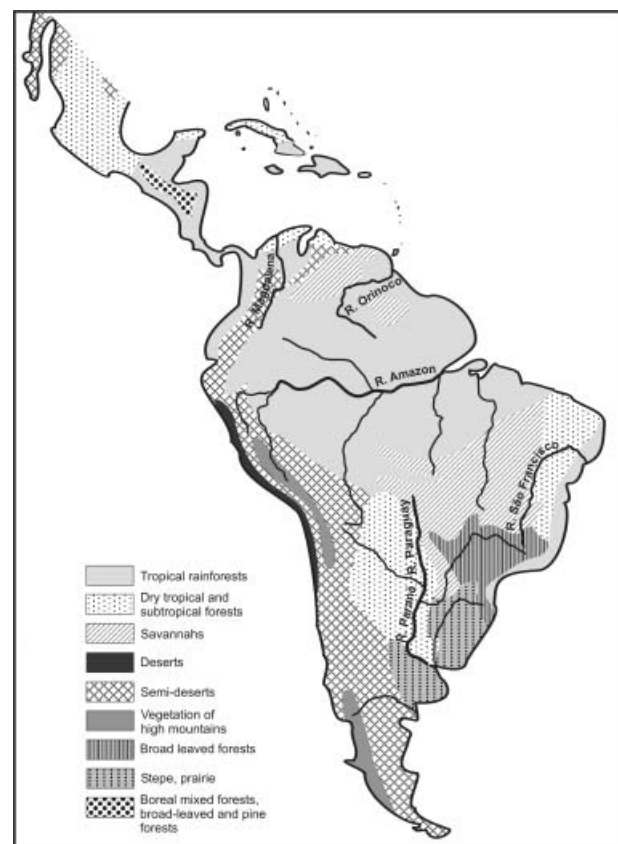 R. Magdalena
R. Orinoco
R. Amazon
R. São Francisco
R. Paraguay
R. Perané
Tropical rainforests
Dry tropical and
subtropical forests
Savannahs
Deserts
Semi-deserts
Vegetation of
high mountains
Broad leaved forests
Stepe, prairie
Boreal mixed forests,
broad-leaved and pine
forests